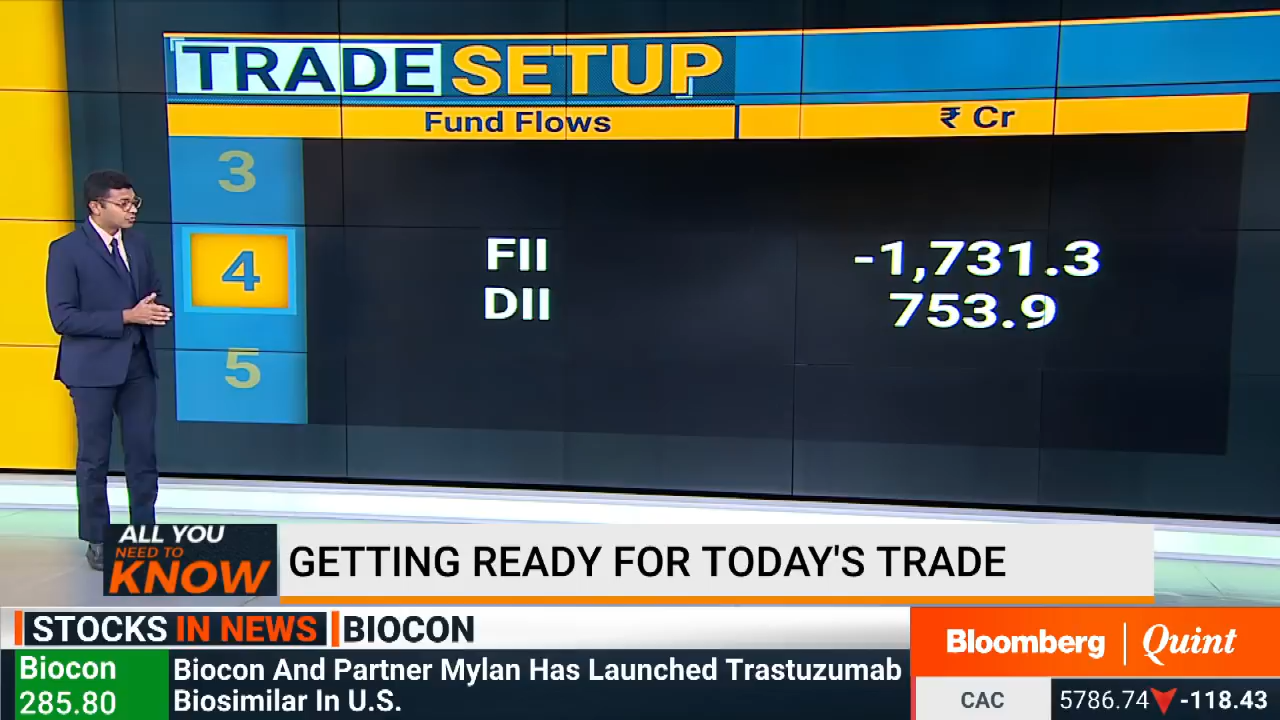 TRADE SETUP
Fund Flows ₹ Cr
3
4
5
FII -1,731.3
DII 753.9
ALL YOU
NEED TO
KNOW
GETTING READY FOR TODAY'S TRADE
STOCKS IN NEWS BIOCON
Biocon
285.80
Biocon And Partner Mylan Has Launched Trastuzumab
Biosimilar In U.S.
Bloomberg | Quint
CAC 5786.74 -118.43